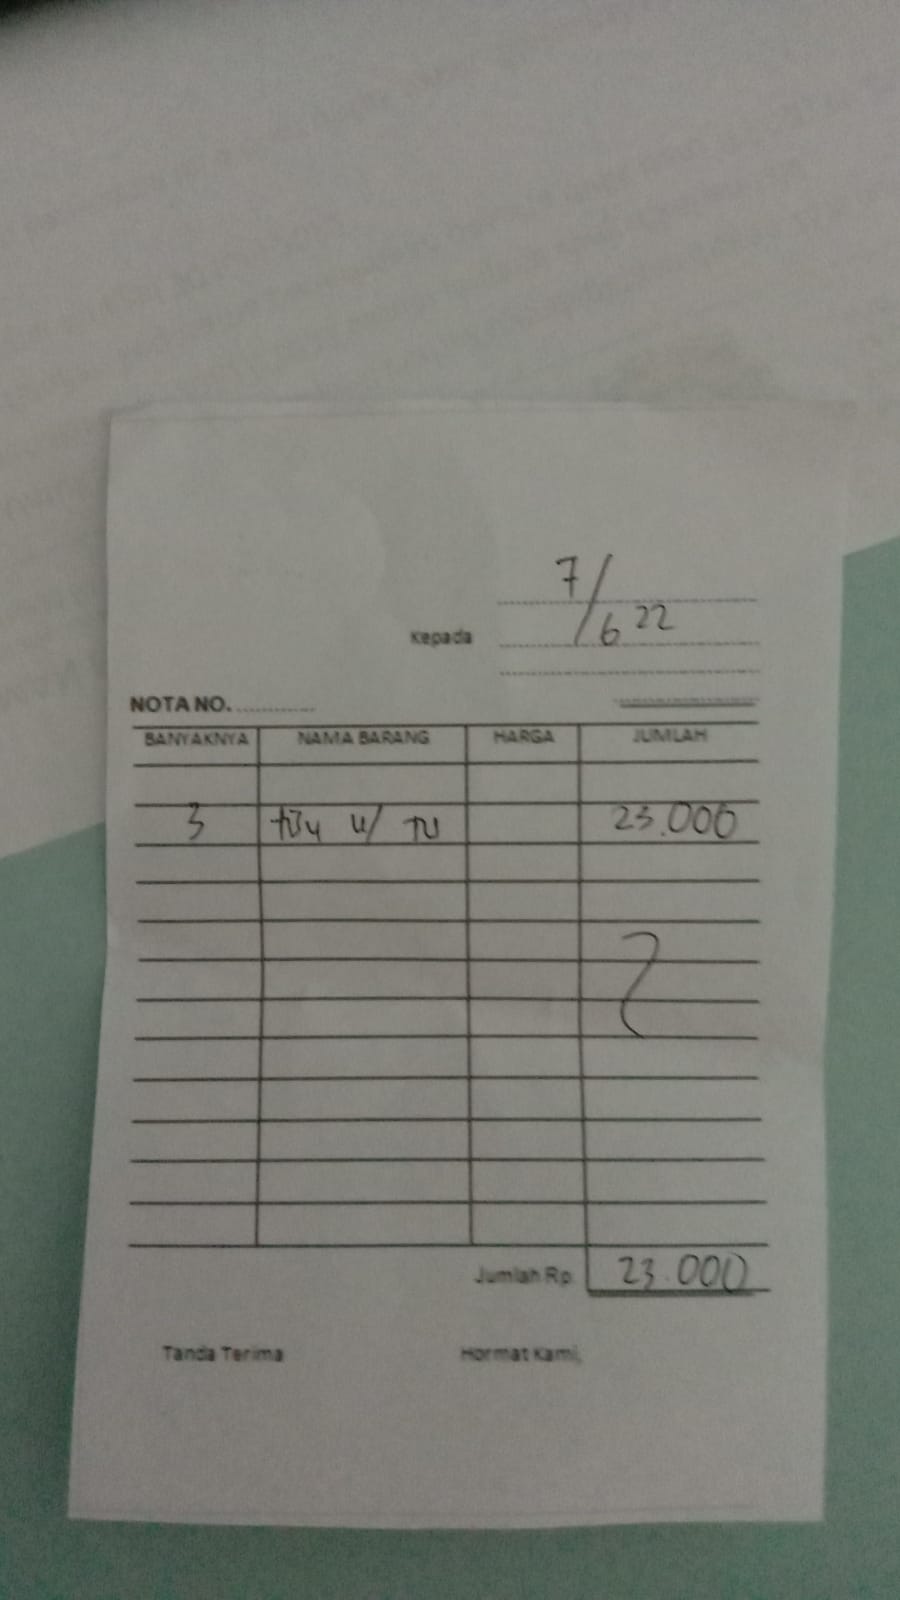 7/6 22
Kepada
NOTA NO. .............
BANYAKNYA NAMA BARANG HARGA JUMLAH
3 u/ TU 23.000
Jumlah Rp. 23.000
Tanda Terima Hormat Kami,